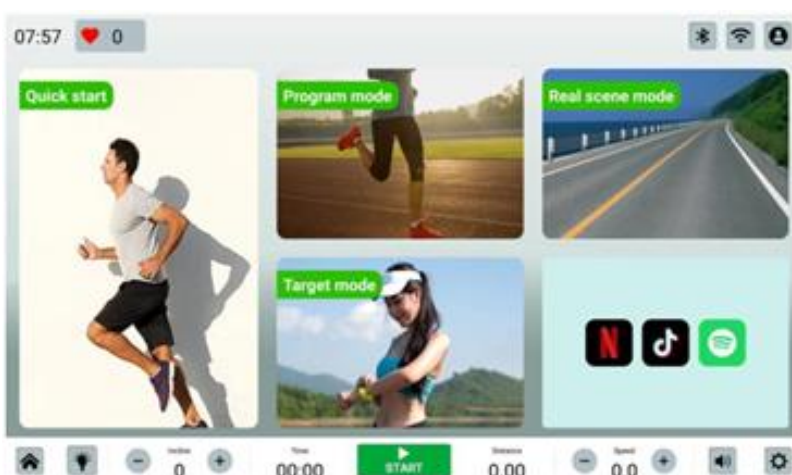 07:57 0
Quick start
Program mode
Real scene mode
Target mode
N
Incline
0
Time
00:00
START
Distance
0.00
Speed
0.0